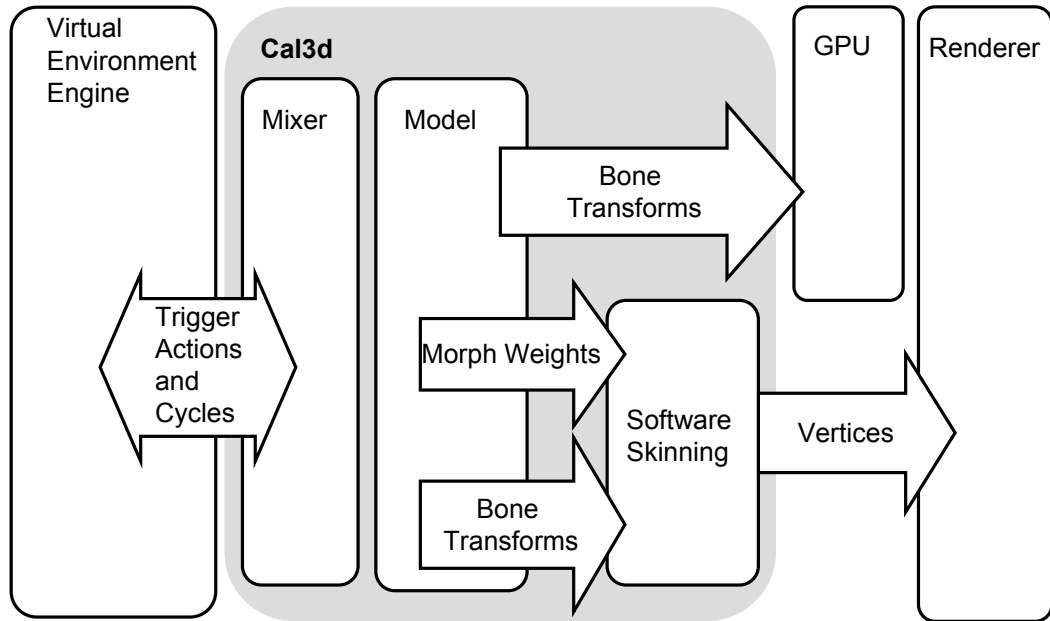 Virtual
Environment
Engine
Cal3d
Mixer
Model
GPU
Renderer
Bone
Transforms
Trigger
Actions
and
Cycles
Morph Weights
Software
Skinning
Vertices
Bone
Transforms